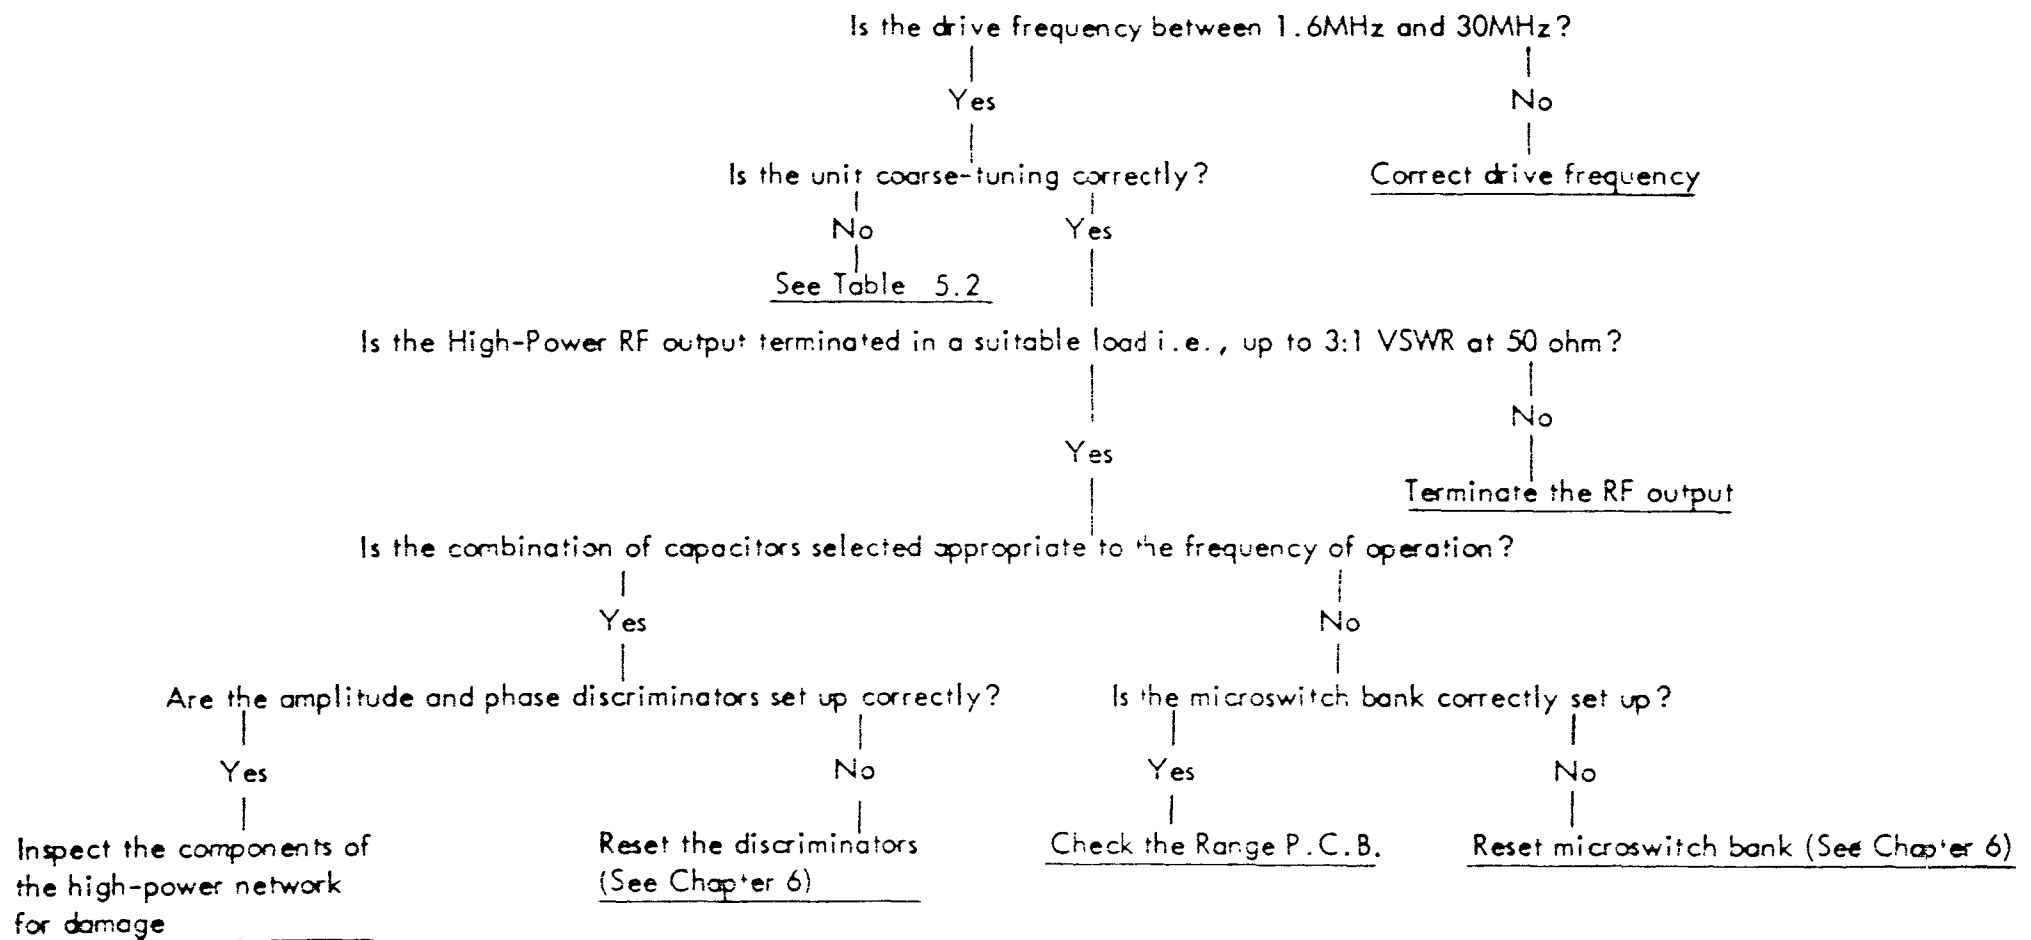 Is the drive frequency between 1.6MHz and 30MHz?
Yes
No
Is the unit coarse-tuning correctly?
Correct drive frequency
No
Yes
See Table 5.2
Is the High-Power RF output terminated in a suitable load i.e., up to 3:1 VSWR at 50 ohm?
No
Yes
Terminate the RF output
Is the combination of capacitors selected appropriate to the frequency of operation?
Yes
No
Are the amplitude and phase discriminators set up correctly?
Is the microswitch bank correctly set up?
Yes
No
Yes
No
Inspect the components of
the high-power network
for damage
Reset the discriminators
(See Chapter 6)
Check the Range P.C.B.
Reset microswitch bank (See Chapter 6)